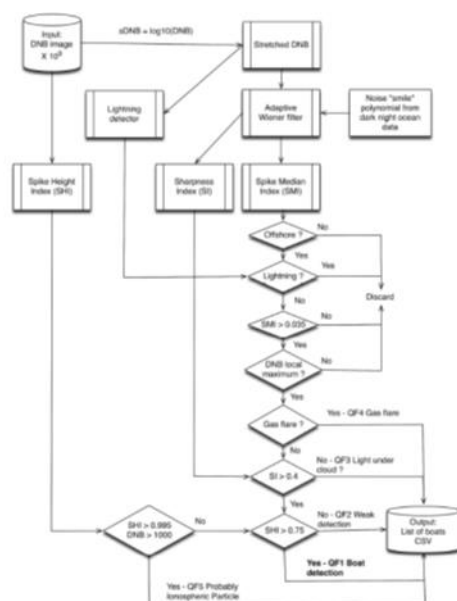 Input:
DNB image
X 10⁹
sDNB = log10(DNB)
Stretched DNB
Lightning
detector
Adaptive
Wiener filter
Noise "smile"
polynomial from
dark night ocean
data
Spike Height
Index (SHI)
Sharpness
Index (SI)
Spike Median
Index (SMI)
Offshore ?
No
Yes
Lightning ?
Yes
Discard
No
SMI > 0.035
No
Yes
DNB local
maximum ?
No
Yes
Gas flare ?
Yes - QF4 Gas flare
No
No - QF3 Light under
cloud ?
SI > 0.4
Yes
SHI > 0.995
DNB > 1000
No
SHI > 0.75
No - QF2 Weak
detection
Output:
List of boats
CSV
Yes - QF1 Boat
detection
Yes - QF5 Probably
Ionospheric Particle